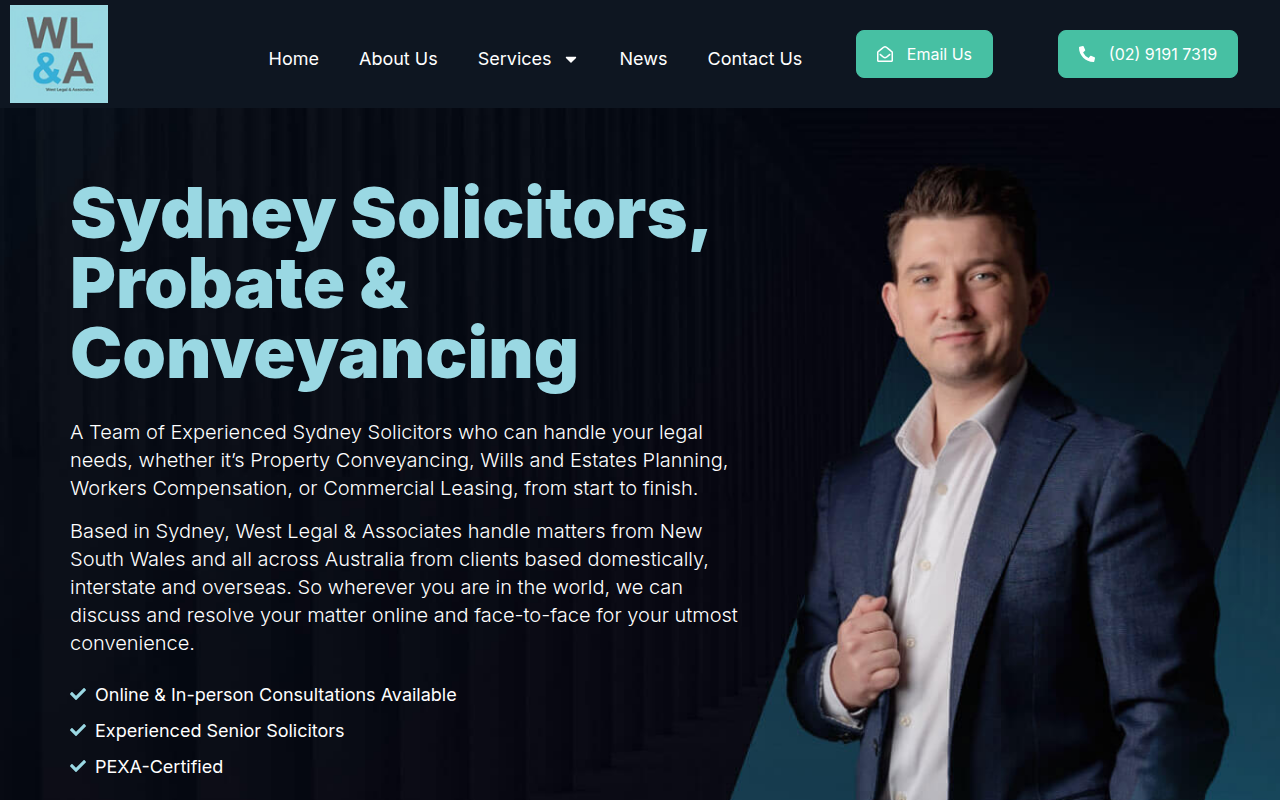 WL
&A
West Legal & Associates
Home
About Us
Services
News
Contact Us
Email Us
(02) 9191 7319
Sydney Solicitors,
Probate &
Conveyancing
A Team of Experienced Sydney Solicitors who can handle your legal
needs, whether it’s Property Conveyancing, Wills and Estates Planning,
Workers Compensation, or Commercial Leasing, from start to finish.
Based in Sydney, West Legal & Associates handle matters from New
South Wales and all across Australia from clients based domestically,
interstate and overseas. So wherever you are in the world, we can
discuss and resolve your matter online and face-to-face for your utmost
convenience.
Online & In-person Consultations Available
Experienced Senior Solicitors
PEXA-Certified